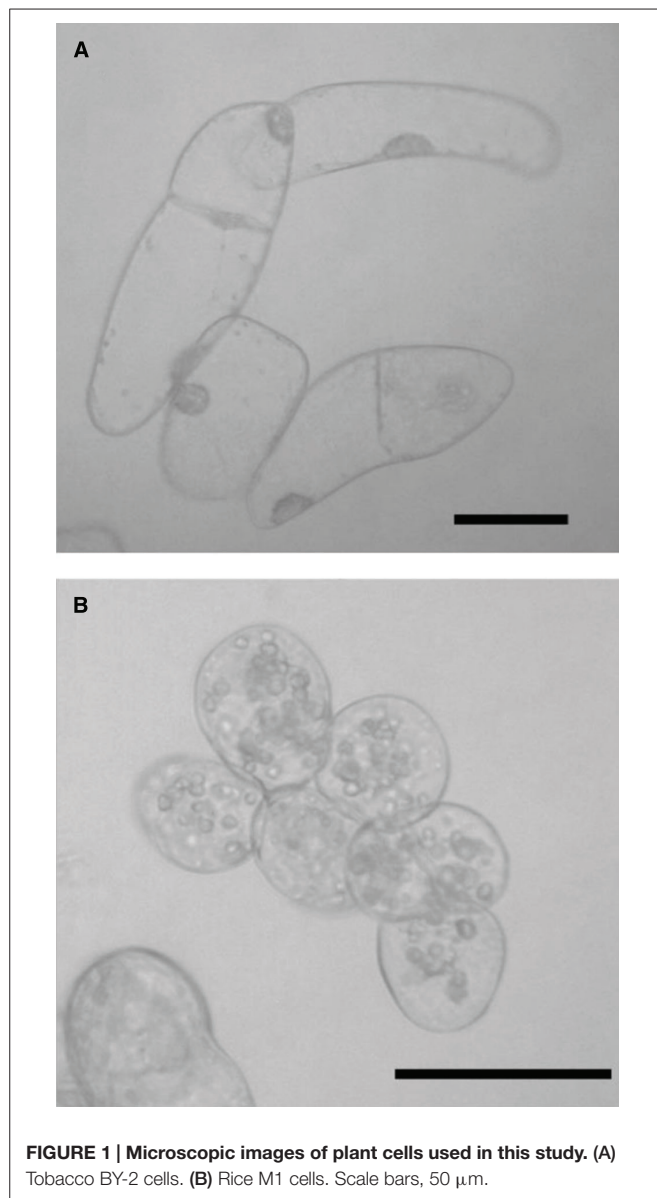 A
B
FIGURE 1 | Microscopic images of plant cells used in this study. (A)
Tobacco BY-2 cells. (B) Rice M1 cells. Scale bars, 50 μm.